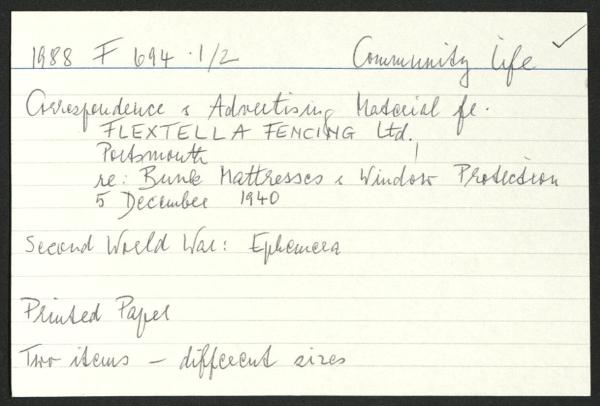 1988 F 694 .1/2 Community Life ✓
Correspondence & Advertising Material fr.
FLEXTELLA FENCING Ltd.
Portsmouth
re: Bunk Mattresses & Window Protection
5 December 1940
Second World War: Ephemera
Printed Paper
Two items – different sizes